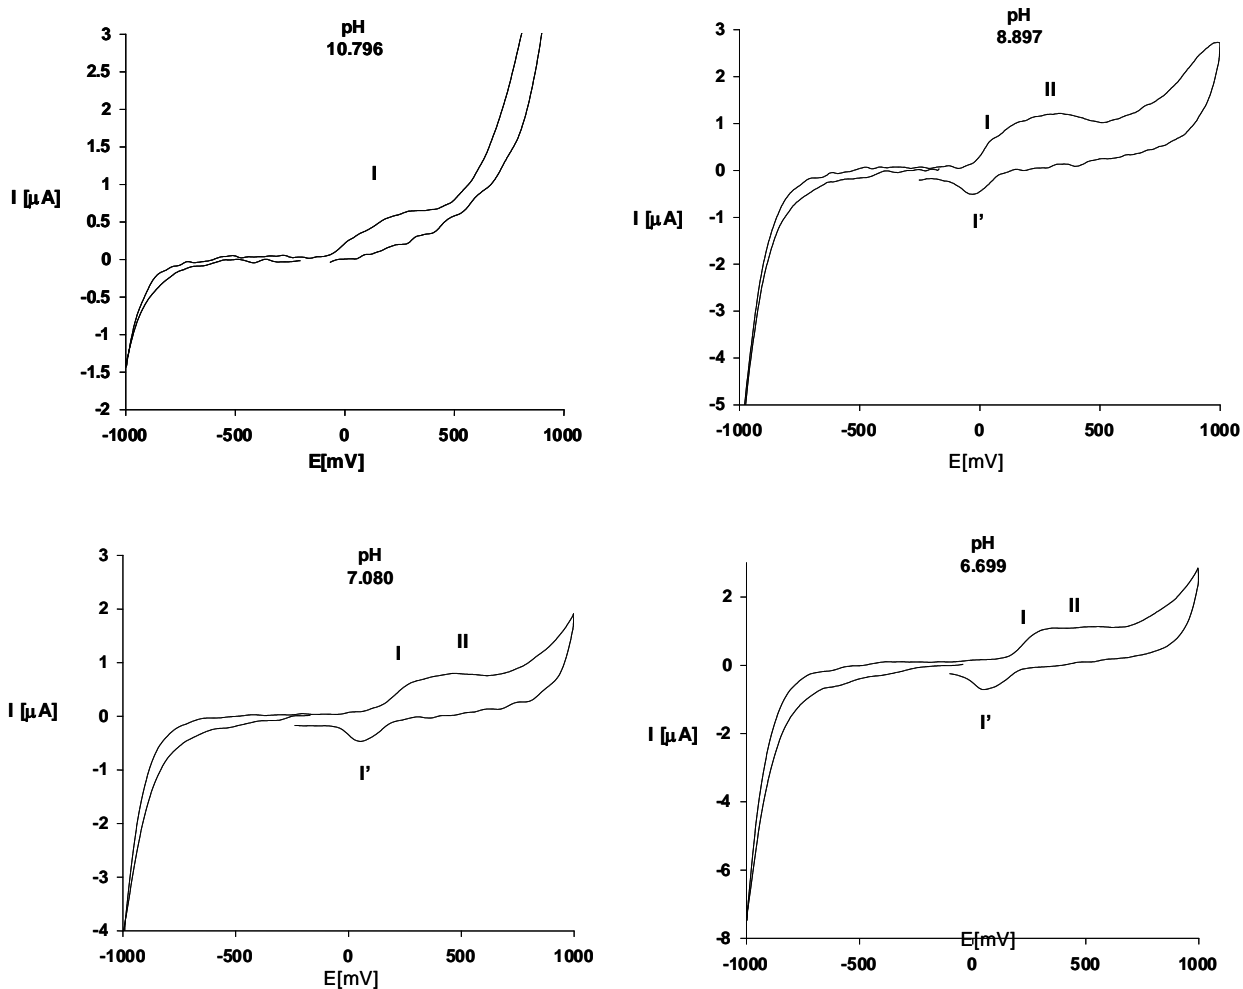 pH
10.796
3
2.5
2
1.5
1
0.5
0
-0.5
-1
-1.5
-2
I [µA]
I
-1000 -500 0 500 1000
E[mV]
pH
8.897
3
2
1
0
-1
-2
-3
-4
-5
I [µA]
I
II
I’
-1000 -500 0 500 1000
E[mV]
pH
7.080
3
2
1
0
-1
-2
-3
-4
I [µA]
I
II
I’
-1000 -500 0 500 1000
E[mV]
pH
6.699
2
0
-2
-4
-6
-8
I [µA]
I
II
I’
E[mV]
-1000 -500 0 500 1000